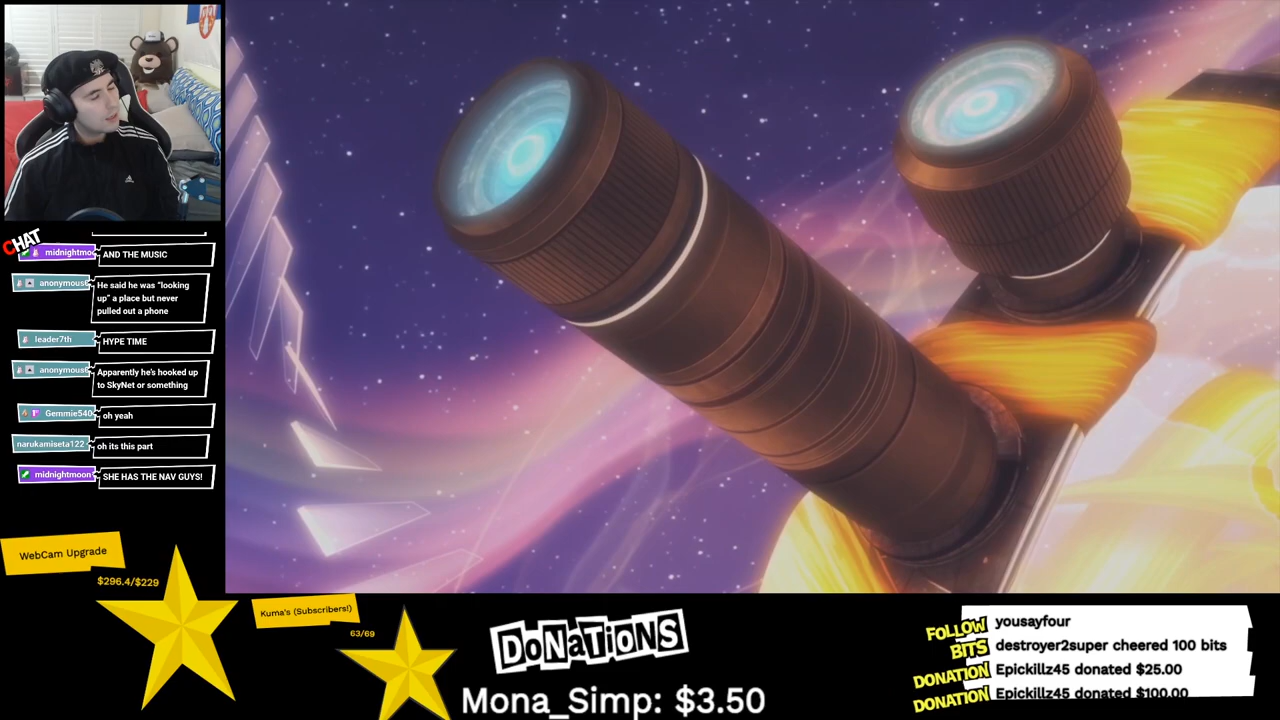 CHAT
midnightmo
AND THE MUSIC
anonymous
He said he was "looking
up" a place but never
pulled out a phone
leader7th
HYPE TIME
anonymous
Apparently he's hooked up
to SkyNet or something
Gemmie540
oh yeah
narukamiseta122
oh its this part
midnightmoon
SHE HAS THE NAV GUYS!
WebCam Upgrade
$296.4/$229
Kuma's (Subscribers!)
63/69
DoNaTiONS
Mona_Simp: $3.50
FOLLOW
yousayfour
BITS
destroyer2super cheered 100 bits
DONATION
Epickillz45 donated $25.00
DONATION
Epickillz45 donated $100.00